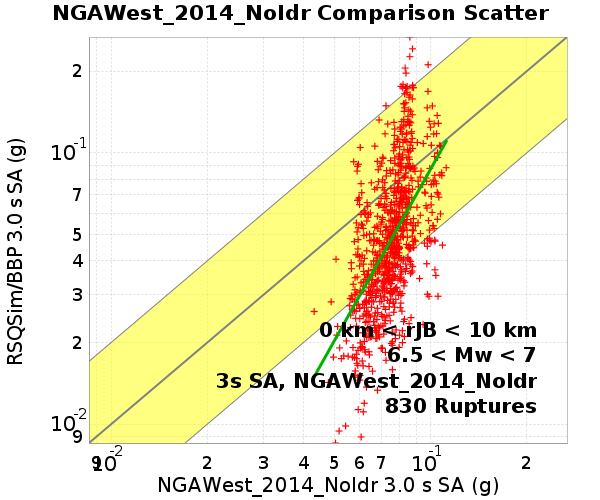 NGAWest_2014_NoIdr Comparison Scatter
RSQSim/BBP 3.0 s SA (g)
2
10-1
7
5
4
3
2
10-2
9
0 km < rJB < 10 km
6.5 < Mw < 7
3s SA, NGAWest_2014_NoIdr
830 Ruptures
9 10-2 2 3 4 5 6 7 10-1 2
NGAWest_2014_NoIdr 3.0 s SA (g)